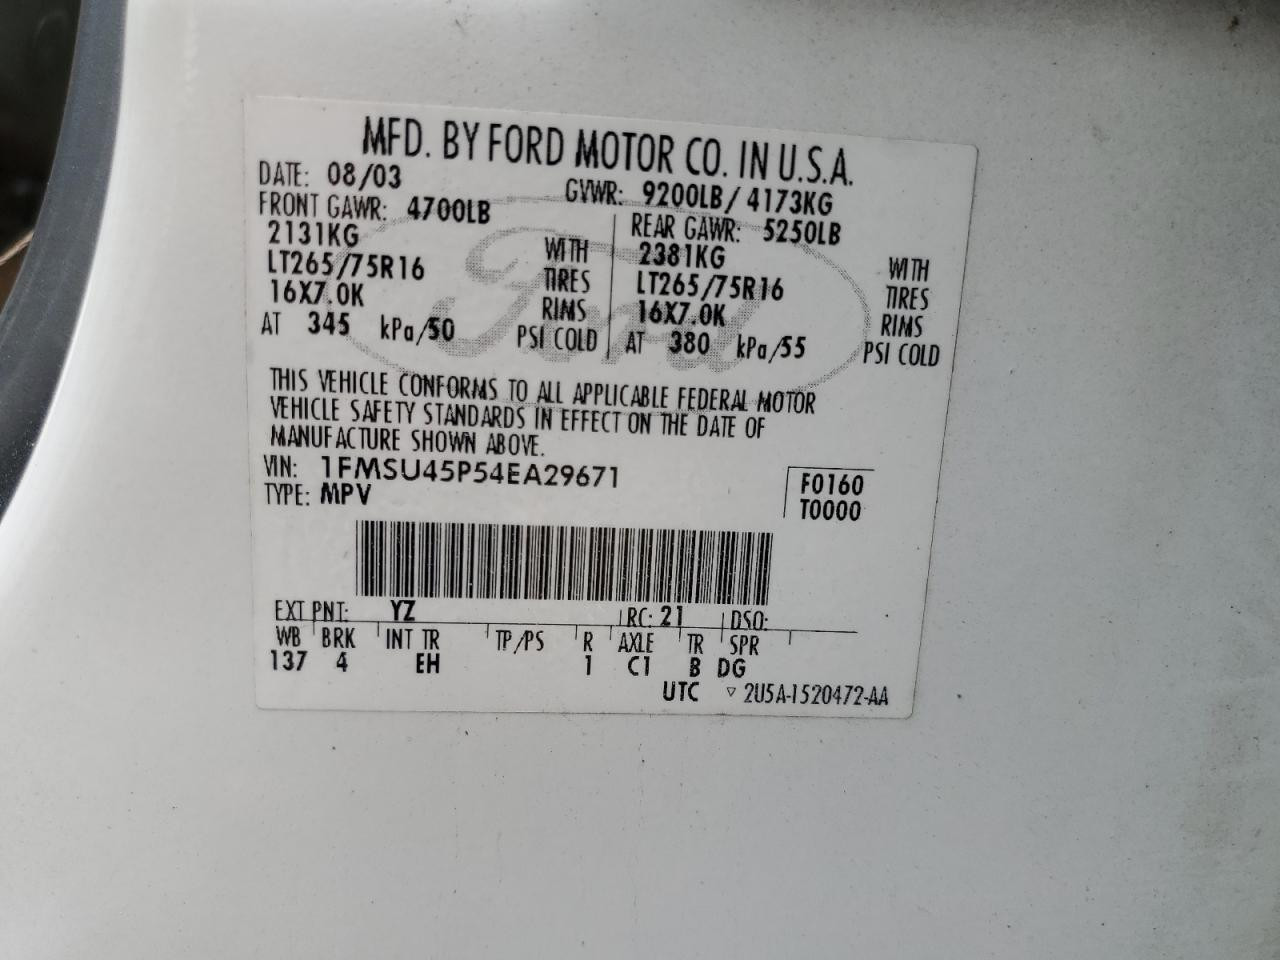 MFD. BY FORD MOTOR CO. IN U.S.A.
DATE: 08/03 GVWR: 9200LB/ 4173KG
FRONT GAWR: 4700LB REAR GAWR: 5250LB
2131KG WITH 2381KG WITH
LT265/75R16 TIRES LT265/75R16 TIRES
16X7.0K RIMS 16X7.0K RIMS
AT 345 kPa/50 PSI COLD AT 380 kPa/55 PSI COLD
Ford
THIS VEHICLE CONFORMS TO ALL APPLICABLE FEDERAL MOTOR
VEHICLE SAFETY STANDARDS IN EFFECT ON THE DATE OF
MANUFACTURE SHOWN ABOVE.
VIN: 1FMSU45P54EA29671
TYPE: MPV
F0160
T0000
EXT PNT: YZ RC: 21 DSO:
WB BRK INT TR TP/PS R AXLE TR SPR
137 4 EH 1 C1 B DG
UTC ▽ 2U5A-1520472-AA